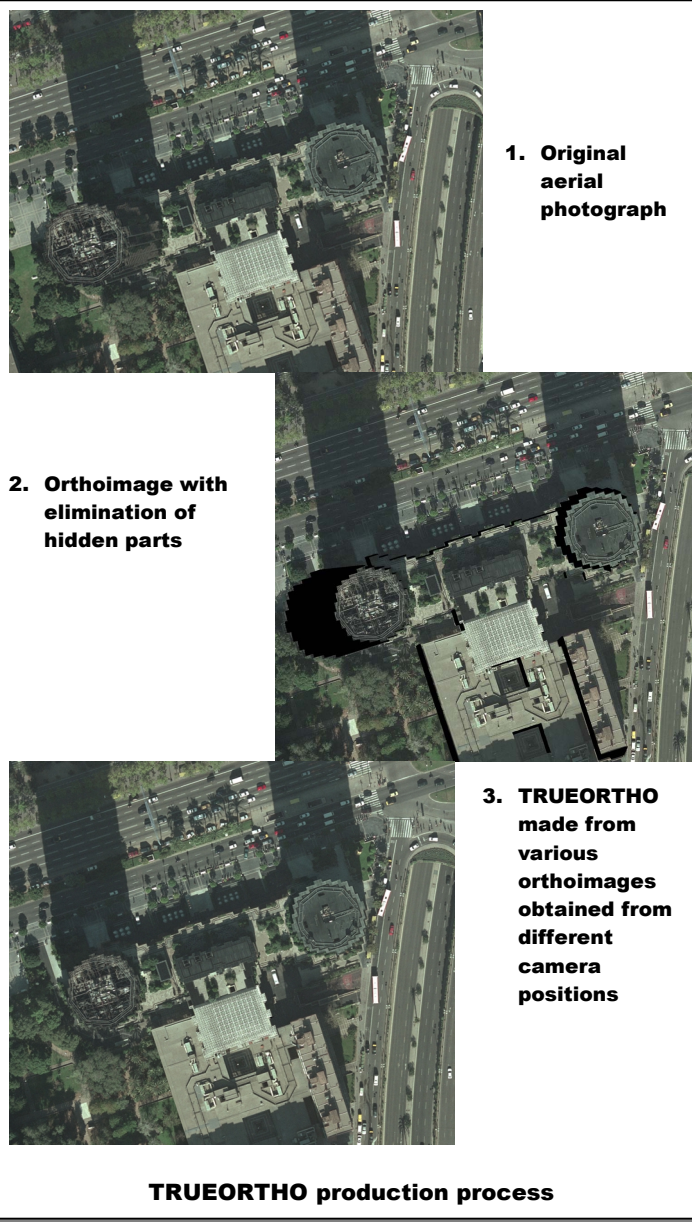 1. Original
aerial
photograph
2. Orthoimage with
elimination of
hidden parts
3. TRUEORTHO
made from
various
orthoimages
obtained from
different
camera
positions
TRUEORTHO production process